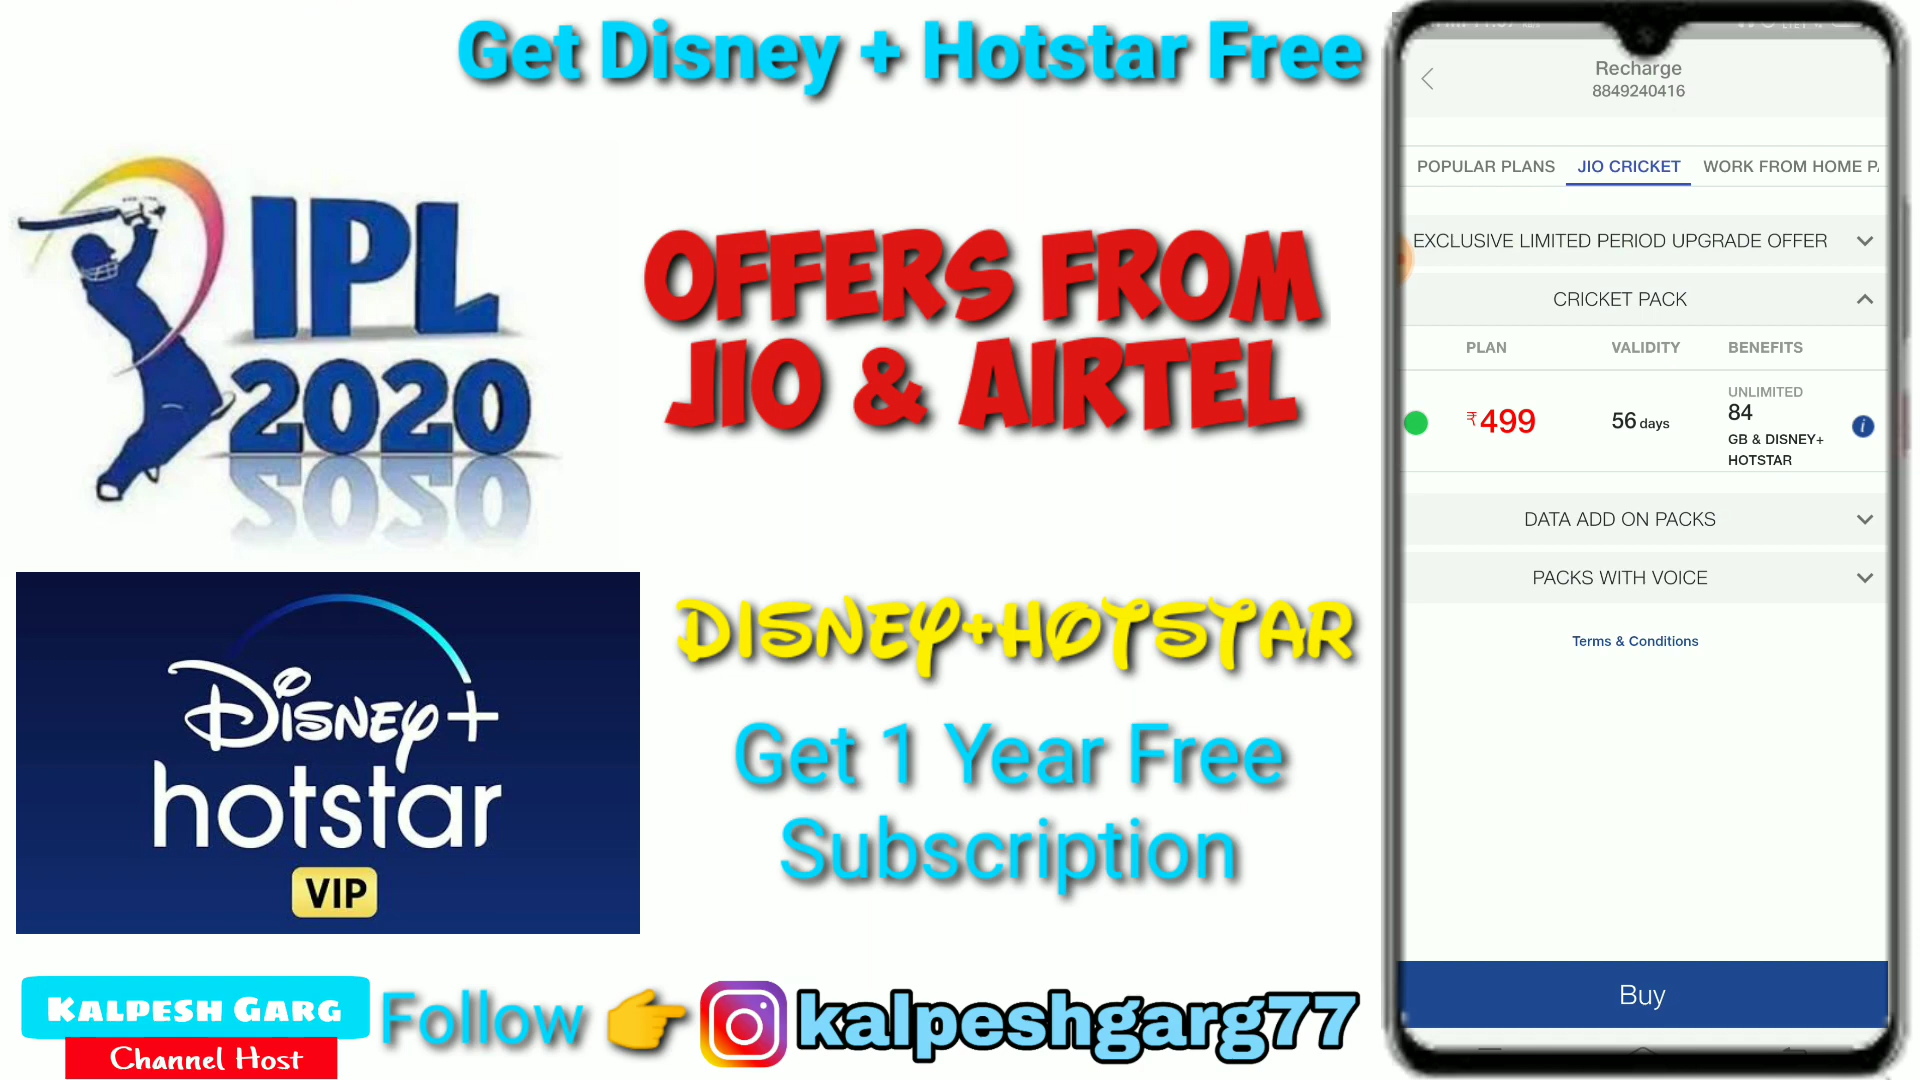 Get Disney + Hotstar Free
IPL
2020
OFFERS FROM
JIO & AIRTEL
DISNEY+
hotstar
VIP
DISNEY+HOTSTAR
Get 1 Year Free
Subscription
KALPESH GARG
Channel Host
Follow
kalpeshgarg77
Recharge
8849240416
POPULAR PLANS JIO CRICKET WORK FROM HOME
EXCLUSIVE LIMITED PERIOD UPGRADE OFFER
CRICKET PACK
PLAN VALIDITY BENEFITS
UNLIMITED
₹499 56 days 84
GB & DISNEY+
HOTSTAR
DATA ADD ON PACKS
PACKS WITH VOICE
Terms & Conditions
Buy